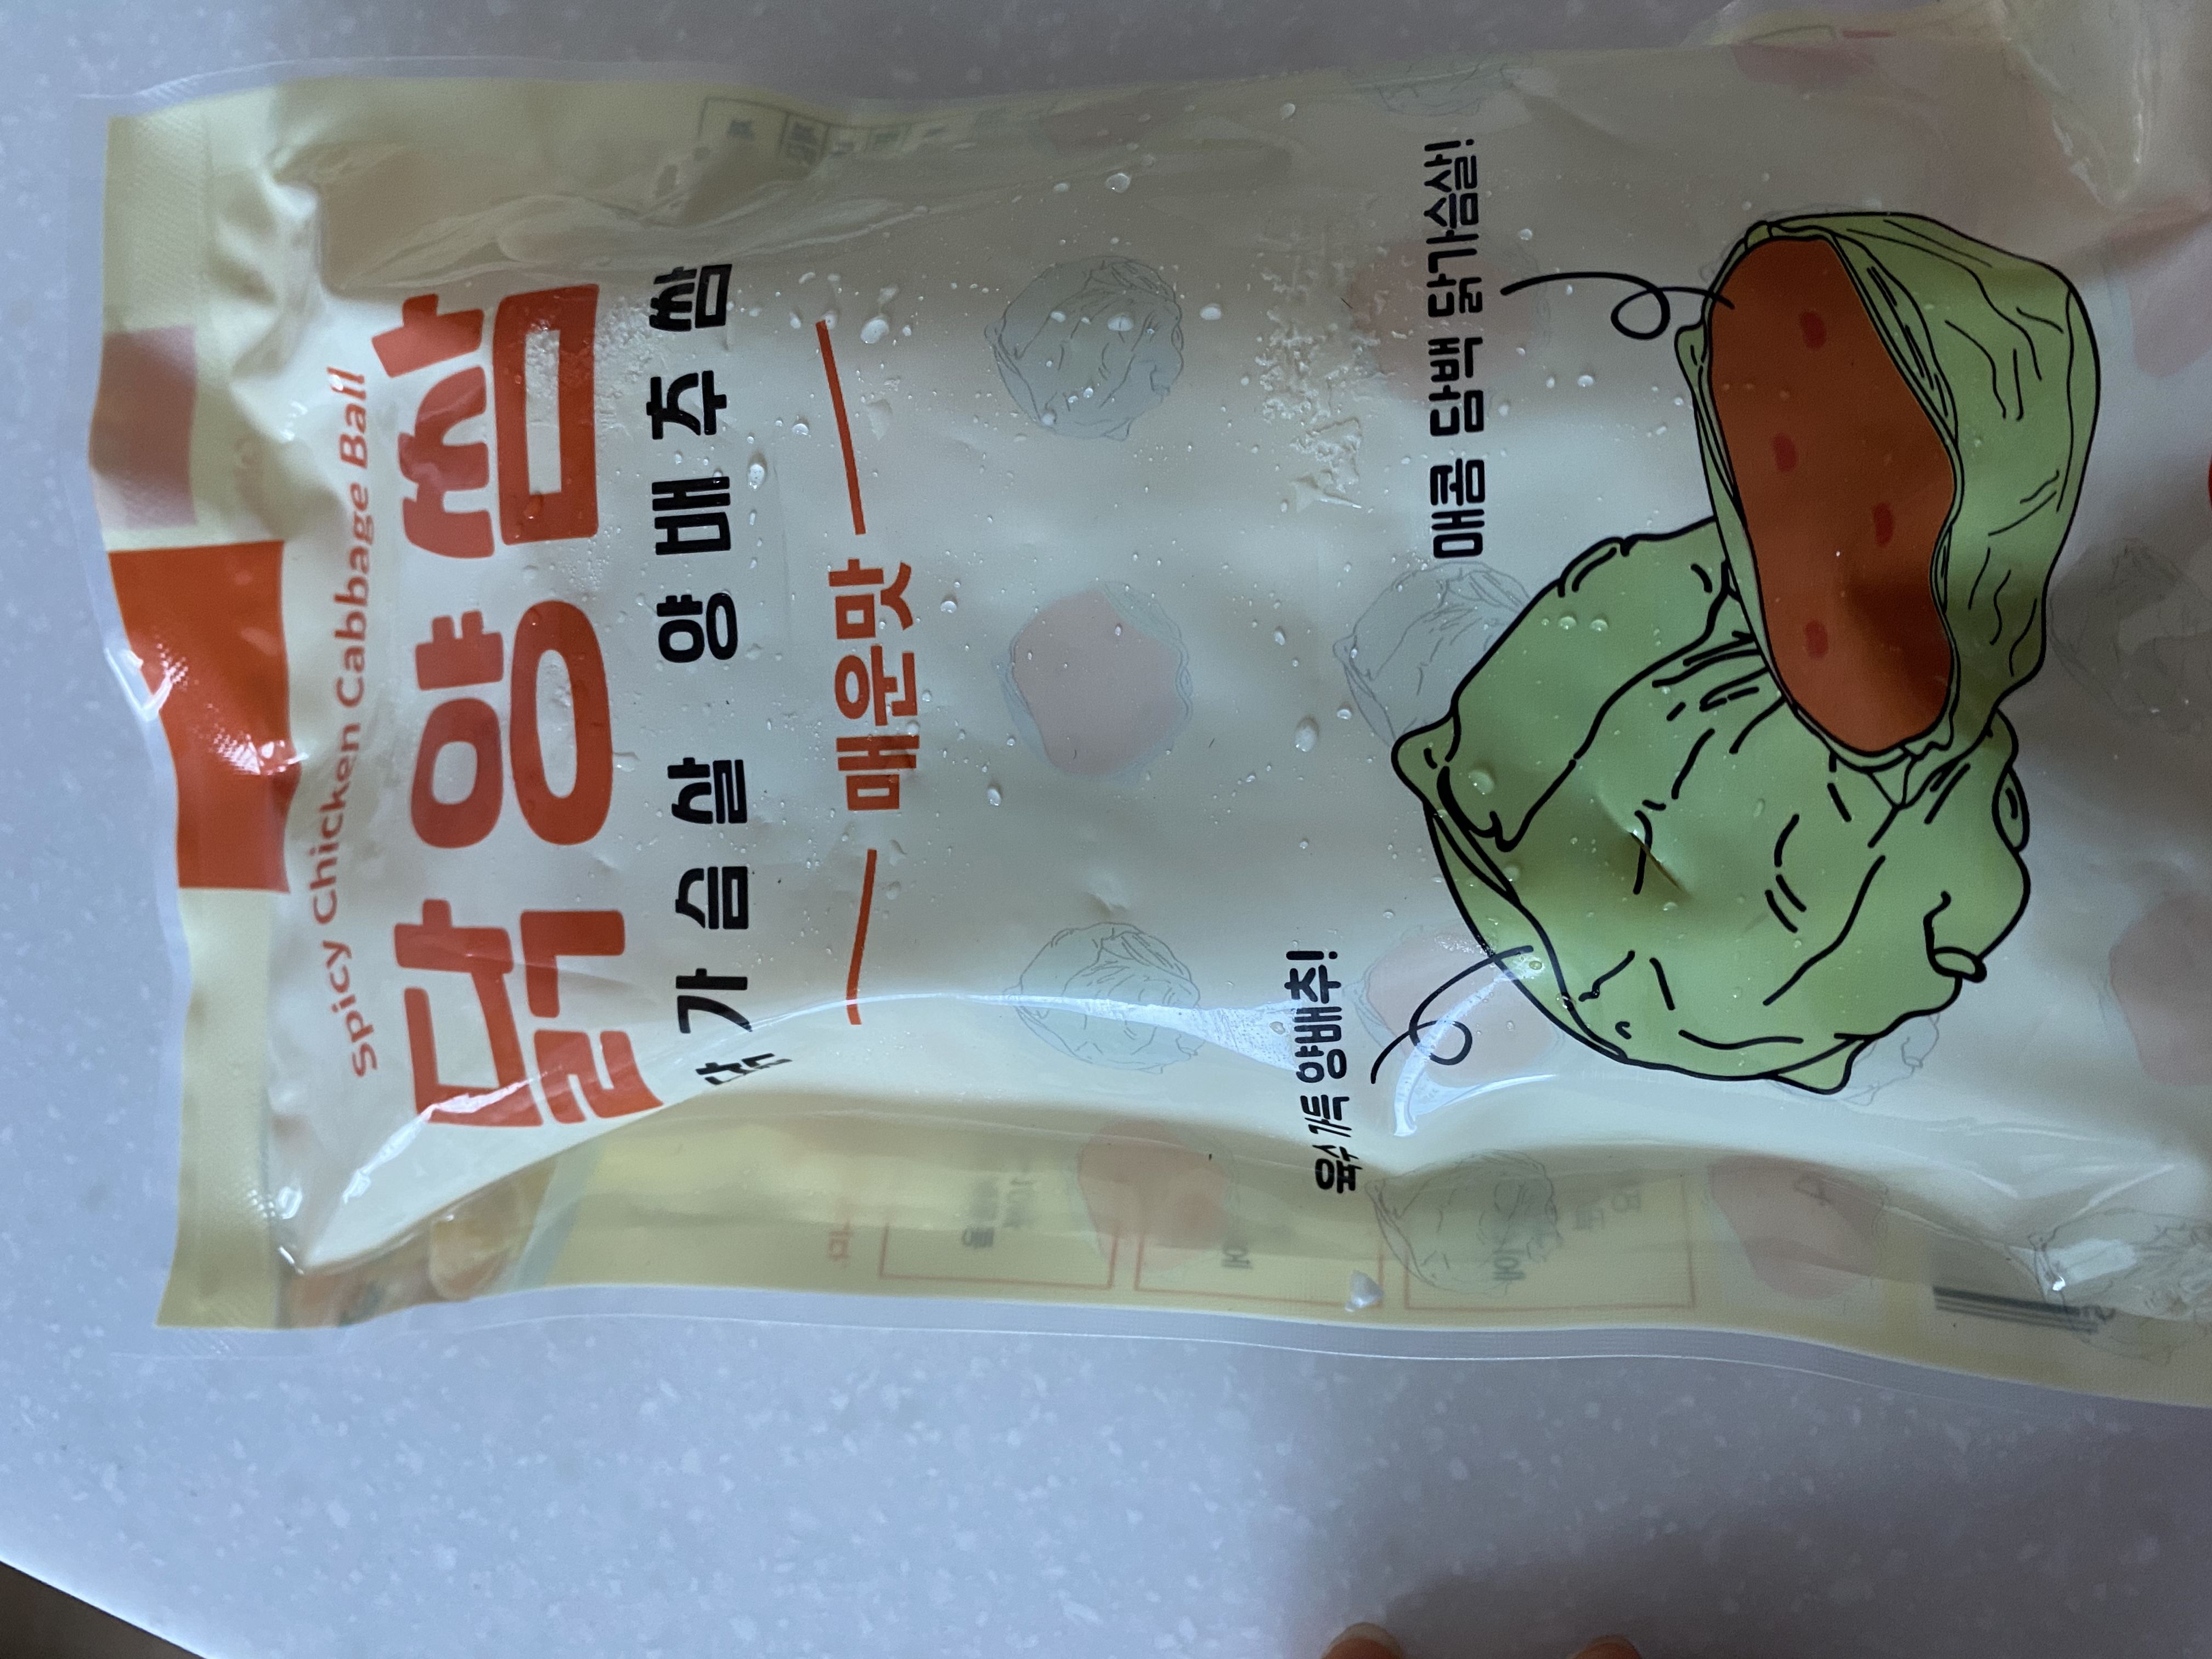 Spicy Chicken Cabbage Ball
닭양쌈
닭가슴살 양배추쌈
매운맛
육수 가득 양배추!
매콤 담백 닭가슴살!